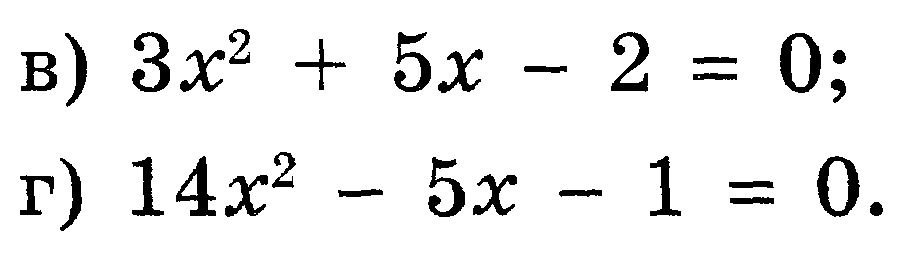 в) 3x² + 5x − 2 = 0;
г) 14x² − 5x − 1 = 0.